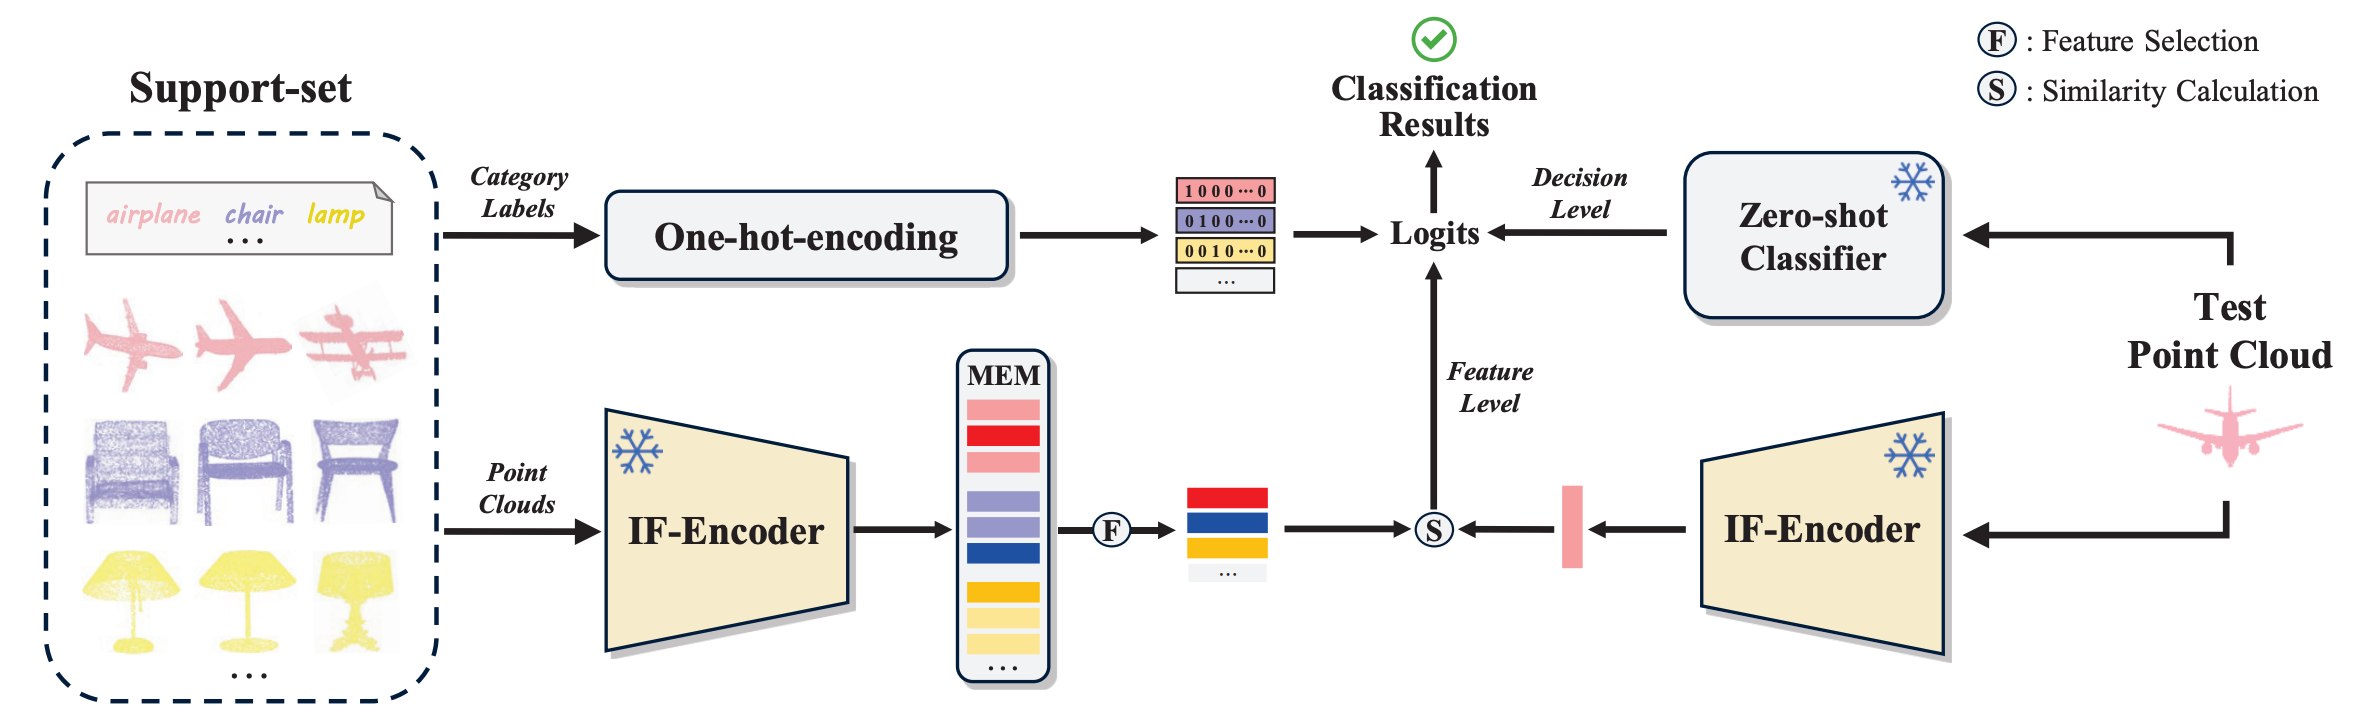 Support-set
airplane chair lamp
...
...
Category
Labels
Point
Clouds
One-hot-encoding
IF-Encoder
MEM
...
F
1 0 0 0 ... 0
0 1 0 0 ... 0
0 0 1 0 ... 0
...
...
Classification
Results
Logits
Feature
Level
S
Decision
Level
Zero-shot
Classifier
IF-Encoder
Test
Point Cloud
F : Feature Selection
S : Similarity Calculation